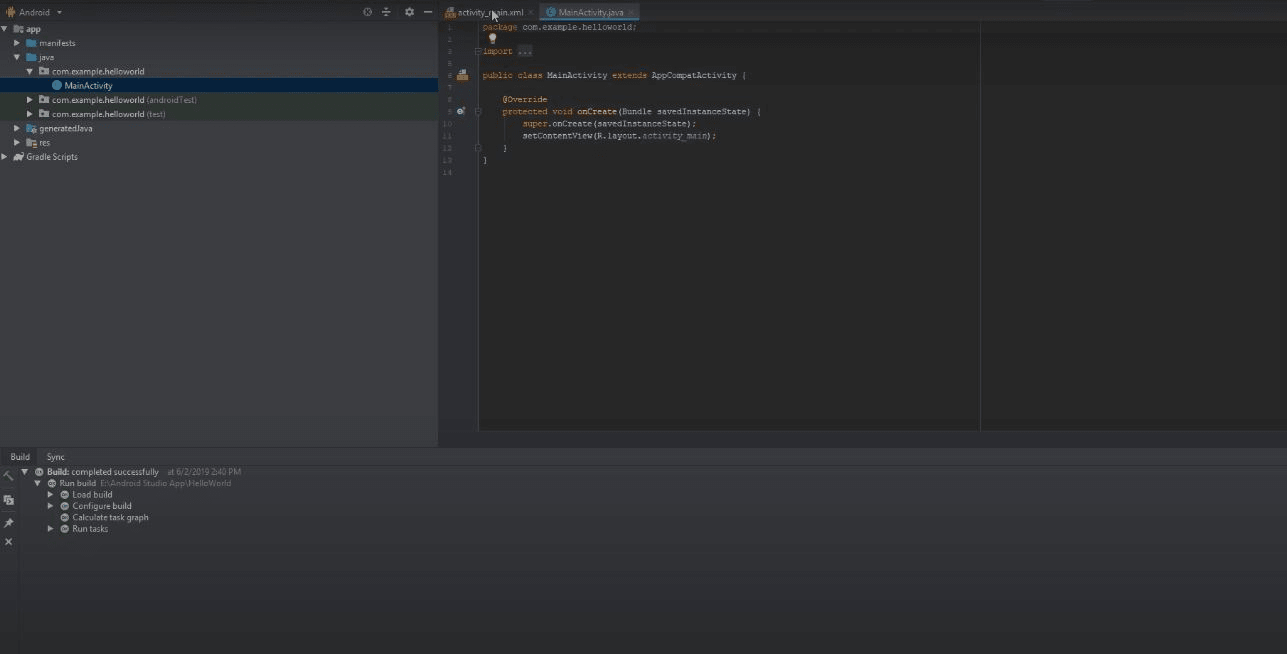 Android
app
manifests
java
com.example.helloworld
MainActivity
com.example.helloworld (androidTest)
com.example.helloworld (test)
generatedJava
res
Gradle Scripts
activity_main.xml
MainActivity.java
1 package com.example.helloworld;
2
3 import ...
5
6 public class MainActivity extends AppCompatActivity {
7
8 @Override
9 protected void onCreate(Bundle savedInstanceState) {
10 super.onCreate(savedInstanceState);
11 setContentView(R.layout.activity_main);
12 }
13 }
14
Build Sync
Build: completed successfully at 6/2/2019 2:40 PM
Run build E:\Android Studio App\HelloWorld
Load build
Configure build
Calculate task graph
Run tasks